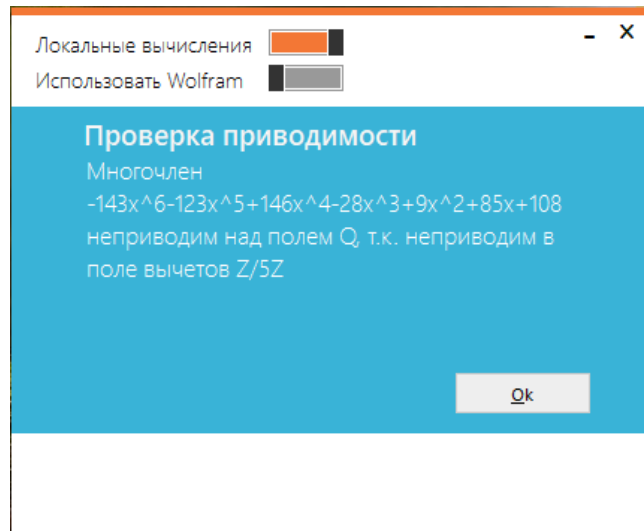 Локальные вычисления
Использовать Wolfram
Проверка приводимости
Многочлен
-143x^6-123x^5+146x^4-28x^3+9x^2+85x+108
неприводим над полем Q, т.к. неприводим в
поле вычетов Z/5Z
Ok